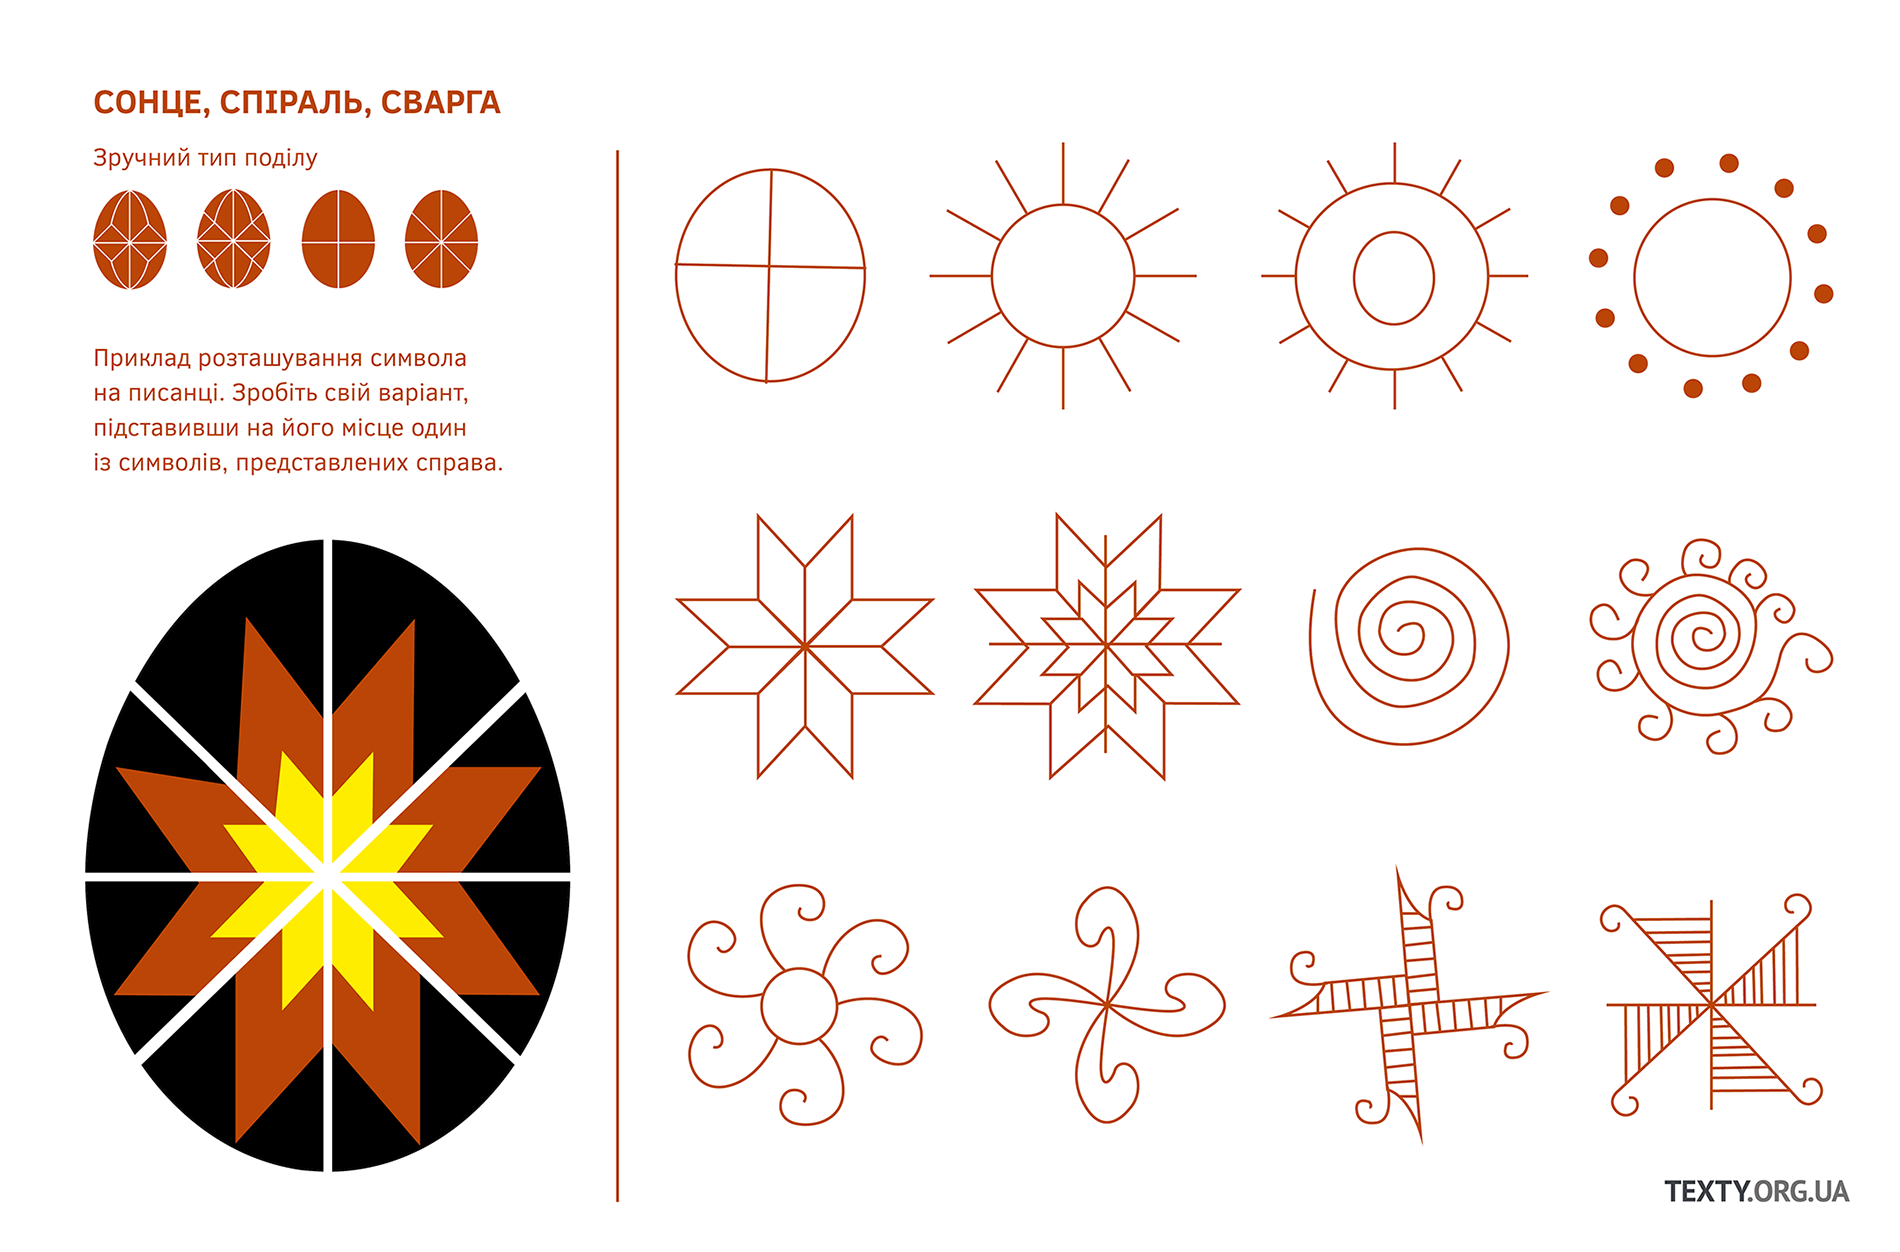 СОНЦЕ, СПІРАЛЬ, СВАРГА
Зручний тип поділу
Приклад розташування символа
на писанці. Зробіть свій варіант,
підставивши на його місце один
із символів, представлених справа.
TEXTY.ORG.UA